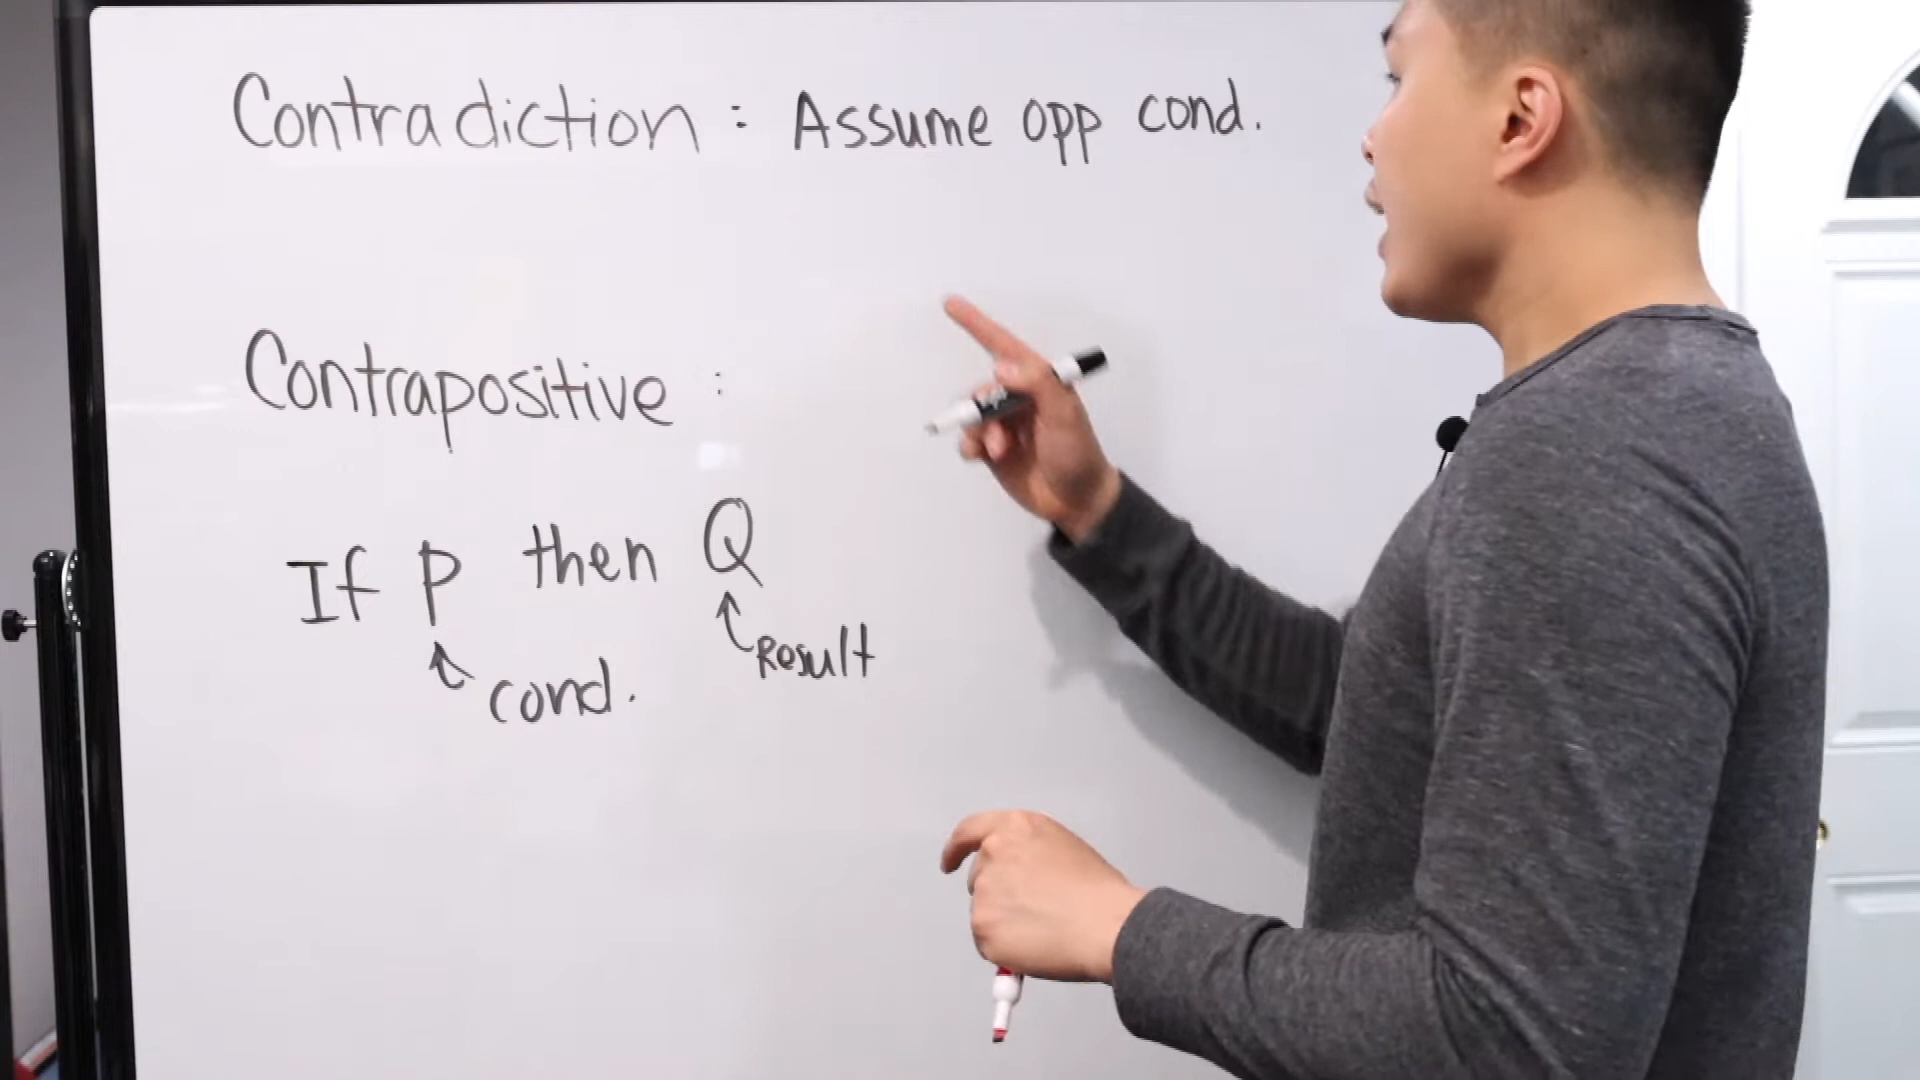 Contradiction : Assume opp cond.
Contrapositive :
If P then Q
Result
cond.